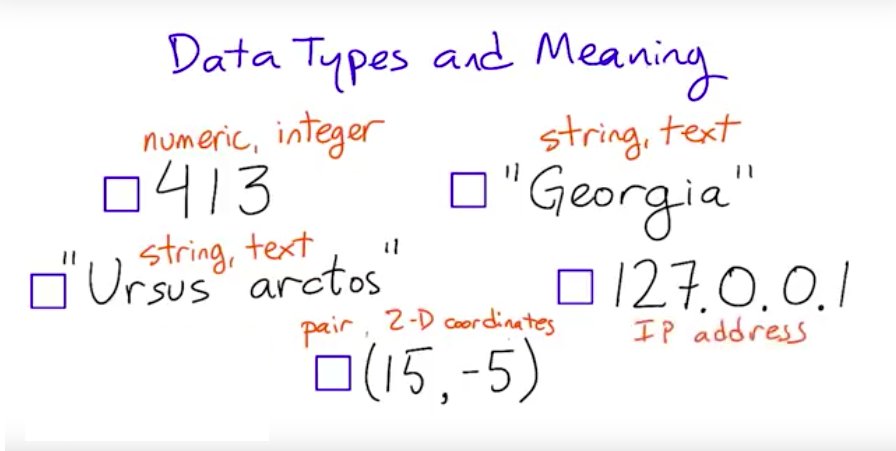 Data Types and Meaning
numeric, integer
413
string, text
"Georgia"
string, text
"Ursus arctos"
127.0.0.1
IP address
pair, 2-D coordinates
(15,-5)